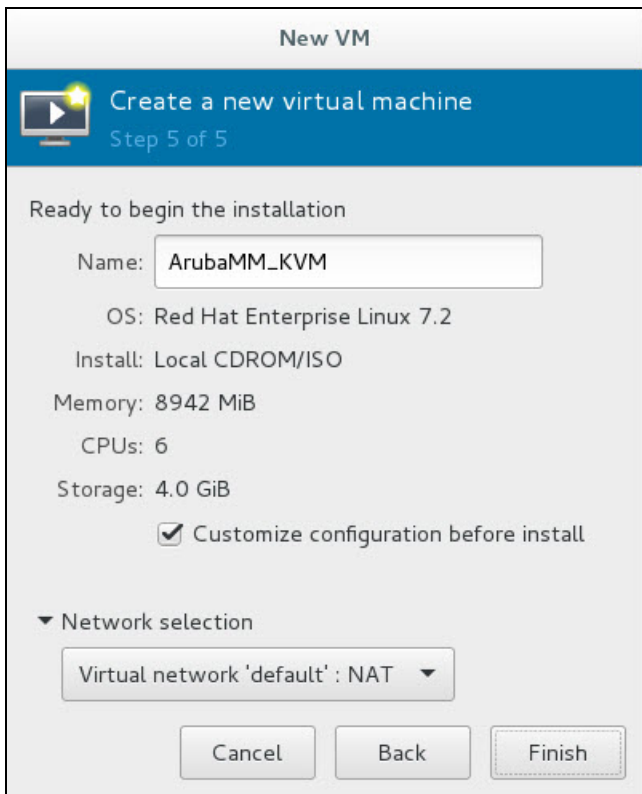 New VM
Create a new virtual machine
Step 5 of 5
Ready to begin the installation
Name: ArubaMM_KVM
OS: Red Hat Enterprise Linux 7.2
Install: Local CDROM/ISO
Memory: 8942 MiB
CPUs: 6
Storage: 4.0 GiB
Customize configuration before install
Network selection
Virtual network 'default' : NAT
Cancel Back Finish